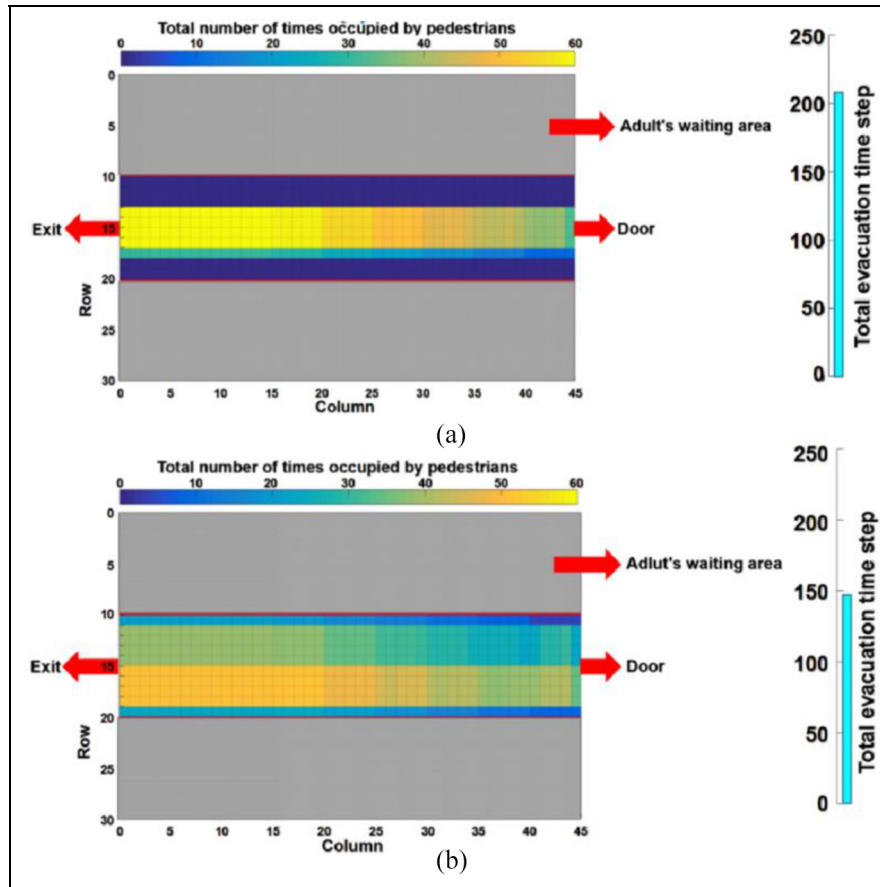 Total number of times occupied by pedestrians
0 10 20 30 40 50 60
0
5
10
15
20
25
30
Row
0 5 10 15 20 25 30 35 40 45
Column
Adult's waiting area
Exit
Door
250
200
150
100
50
0
Total evacuation time step
(a)
Total number of times occupied by pedestrians
0 10 20 30 40 50 60
0
5
10
15
20
25
30
Row
0 5 10 15 20 25 30 35 40 45
Column
Adlut's waiting area
Exit
Door
250
200
150
100
50
0
Total evacuation time step
(b)